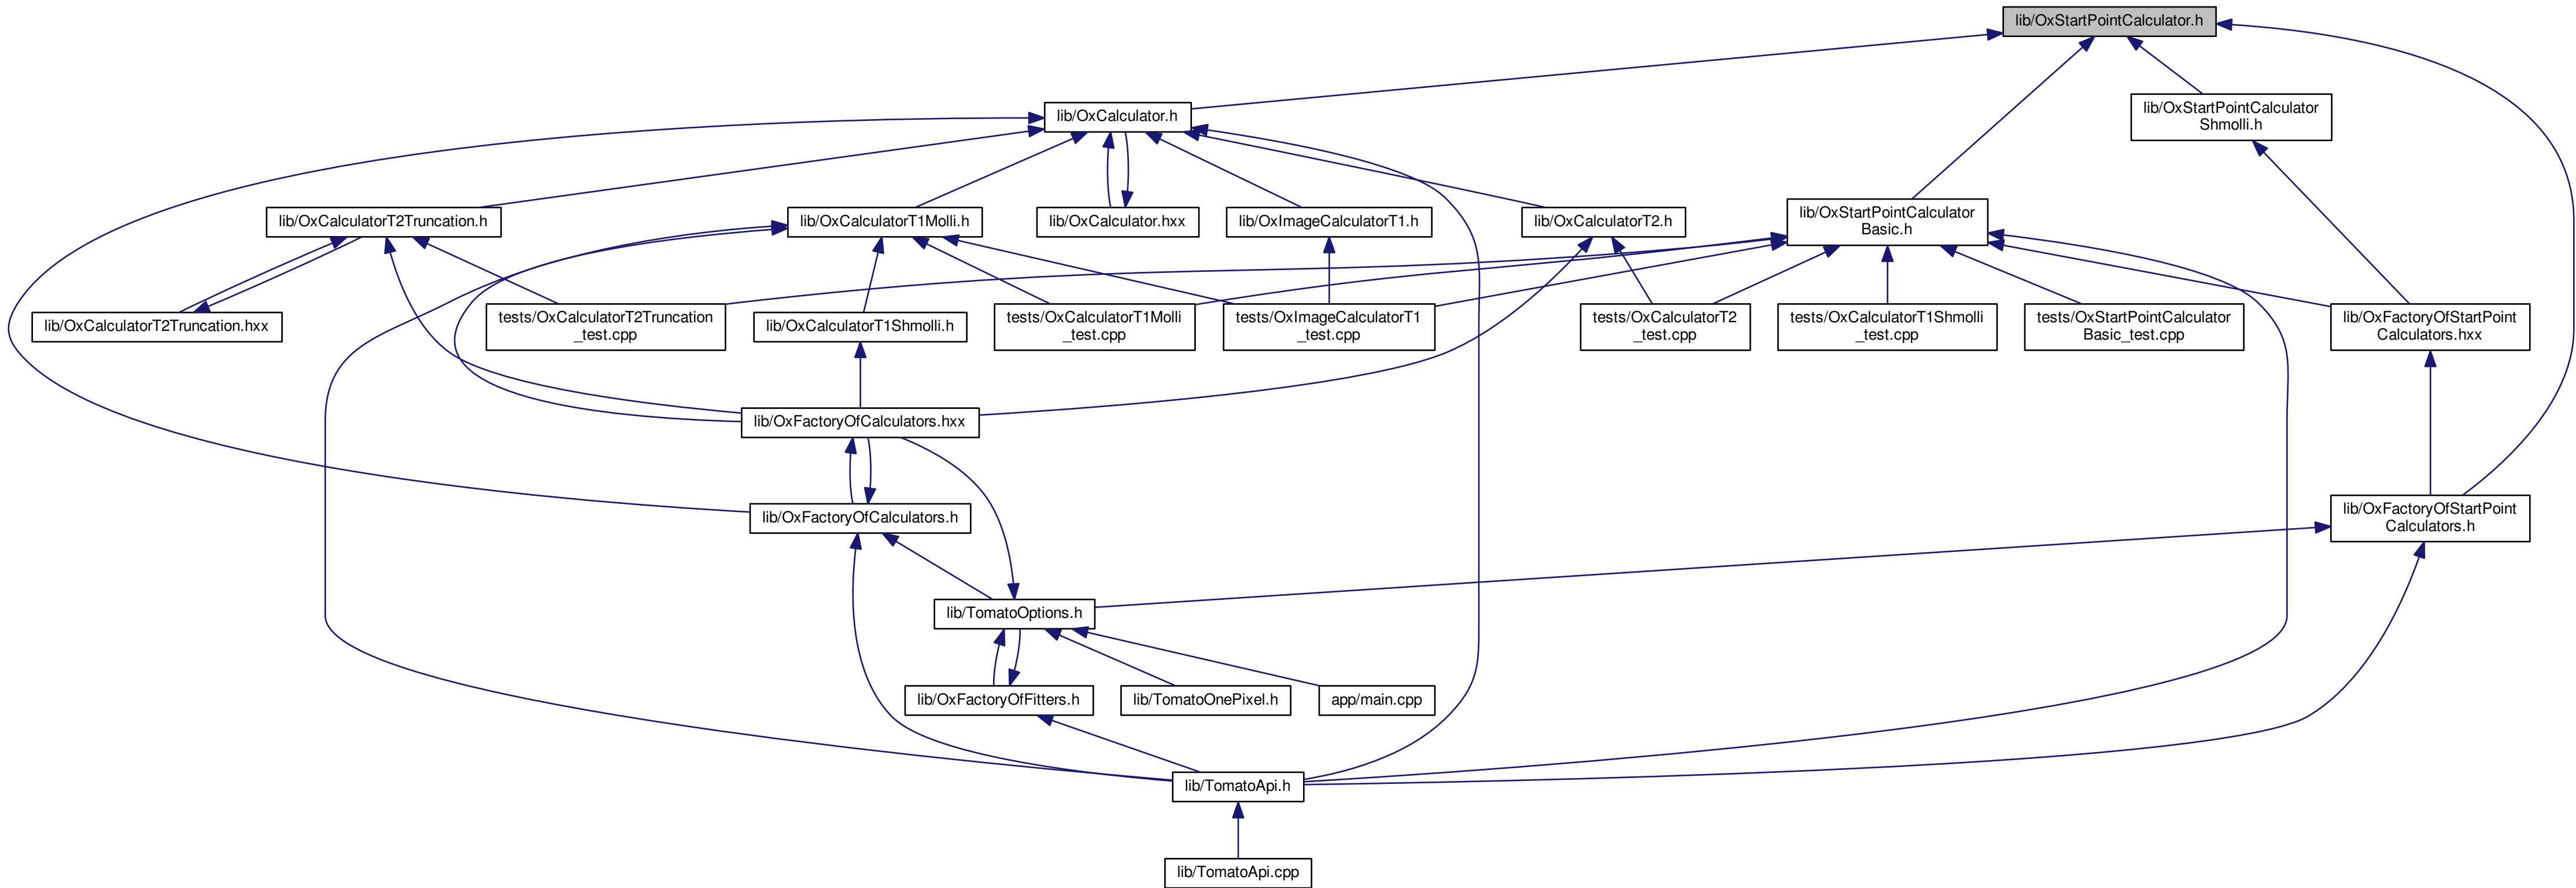 lib/OxStartPointCalculator.h
lib/OxCalculator.h
lib/OxStartPointCalculator
Shmolli.h
lib/OxCalculatorT2Truncation.h
lib/OxCalculatorT1Molli.h
lib/OxCalculator.hxx
lib/OxImageCalculatorT1.h
lib/OxCalculatorT2.h
lib/OxStartPointCalculator
Basic.h
lib/OxCalculatorT2Truncation.hxx
tests/OxCalculatorT2Truncation
_test.cpp
lib/OxCalculatorT1Shmolli.h
tests/OxCalculatorT1Molli
_test.cpp
tests/OxImageCalculatorT1
_test.cpp
tests/OxCalculatorT2
_test.cpp
tests/OxCalculatorT1Shmolli
_test.cpp
tests/OxStartPointCalculator
Basic_test.cpp
lib/OxFactoryOfStartPoint
Calculators.hxx
lib/OxFactoryOfCalculators.hxx
lib/OxFactoryOfCalculators.h
lib/OxFactoryOfStartPoint
Calculators.h
lib/TomatoOptions.h
lib/OxFactoryOfFitters.h
lib/TomatoOnePixel.h
app/main.cpp
lib/TomatoApi.h
lib/TomatoApi.cpp